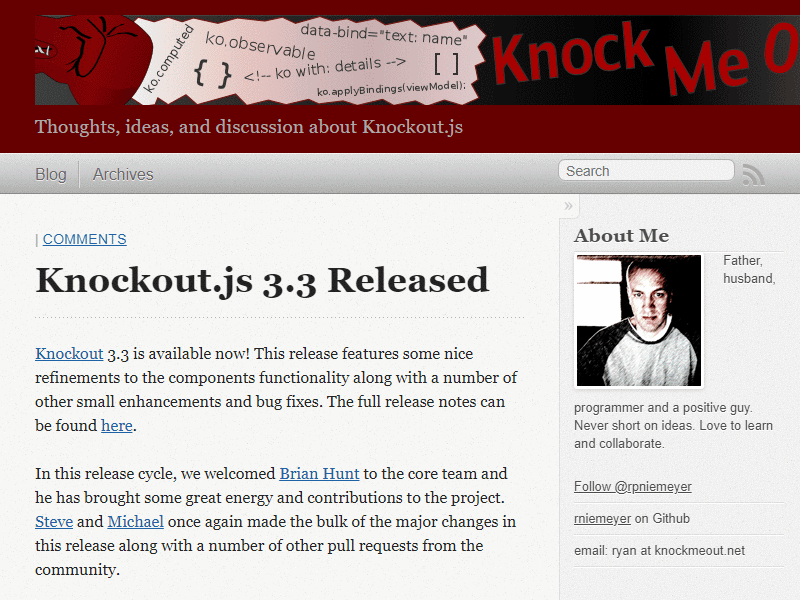 ko.computed
ko.observable
data-bind="text: name"
{ } <!-- ko with: details --> [ ]
ko.applyBindings(viewModel);
Knock Me O
Thoughts, ideas, and discussion about Knockout.js
Blog
Archives
Search
»
| COMMENTS
Knockout.js 3.3 Released
Knockout 3.3 is available now! This release features some nice
refinements to the components functionality along with a number of
other small enhancements and bug fixes. The full release notes can
be found here.
In this release cycle, we welcomed Brian Hunt to the core team and
he has brought some great energy and contributions to the project.
Steve and Michael once again made the bulk of the major changes in
this release along with a number of other pull requests from the
community.
About Me
Father,
husband,
programmer and a positive guy.
Never short on ideas. Love to learn
and collaborate.
Follow @rpniemeyer
rniemeyer on Github
email: ryan at knockmeout.net